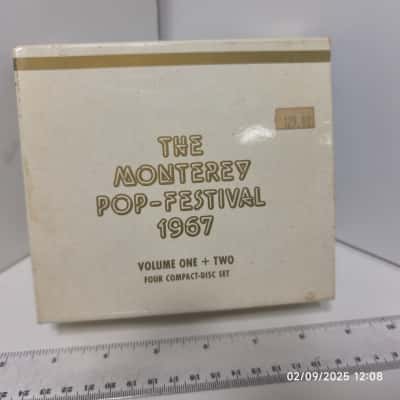 THE
MONTEREY
POP-FESTIVAL
1967
VOLUME ONE + TWO
FOUR COMPACT-DISC SET
02/09/2025 12:08